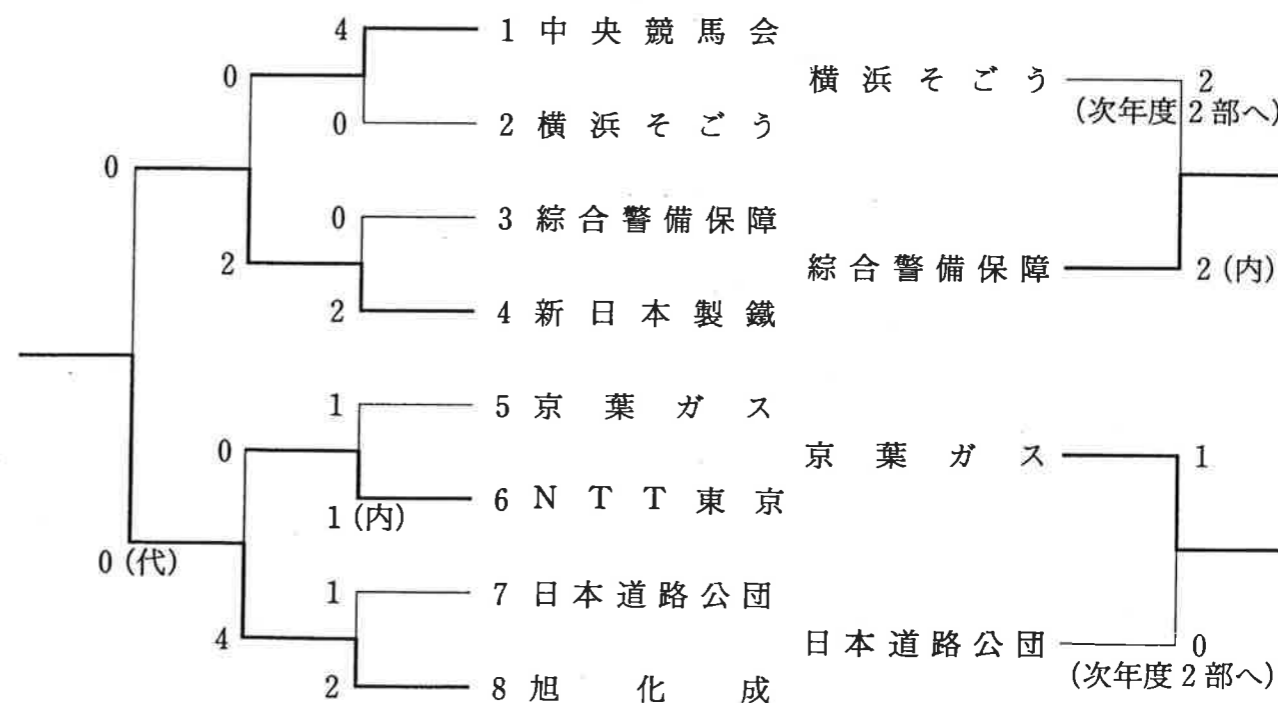 4
1 中央競馬会
0
横浜そごう
2
(次年度2部へ)
0
2 横浜そごう
0
0
3 綜合警備保障
2
綜合警備保障
2 (内)
2
4 新日本製鐵
1
5 京葉ガス
0
京葉ガス
1
1 (内)
6 NTT東京
0 (代)
1
7 日本道路公団
4
日本道路公団
0
(次年度2部へ)
2
8 旭化成